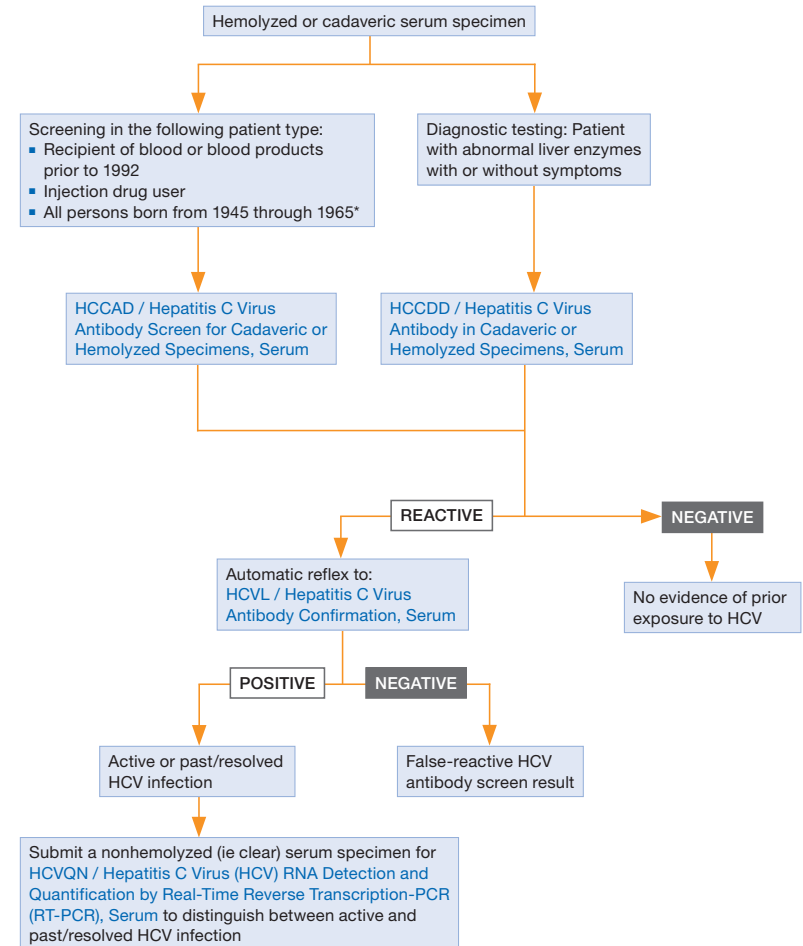 Hemolyzed or cadaveric serum specimen
Screening in the following patient type:
■ Recipient of blood or blood products
prior to 1992
■ Injection drug user
■ All persons born from 1945 through 1965*
Diagnostic testing: Patient
with abnormal liver enzymes
with or without symptoms
HCCAD / Hepatitis C Virus
Antibody Screen for Cadaveric or
Hemolyzed Specimens, Serum
HCCDD / Hepatitis C Virus
Antibody in Cadaveric or
Hemolyzed Specimens, Serum
REACTIVE
NEGATIVE
Automatic reflex to:
HCVL / Hepatitis C Virus
Antibody Confirmation, Serum
No evidence of prior
exposure to HCV
POSITIVE
NEGATIVE
Active or past/resolved
HCV infection
False-reactive HCV
antibody screen result
Submit a nonhemolyzed (ie clear) serum specimen for
HCVQN / Hepatitis C Virus (HCV) RNA Detection and
Quantification by Real-Time Reverse Transcription-PCR
(RT-PCR), Serum to distinguish between active and
past/resolved HCV infection